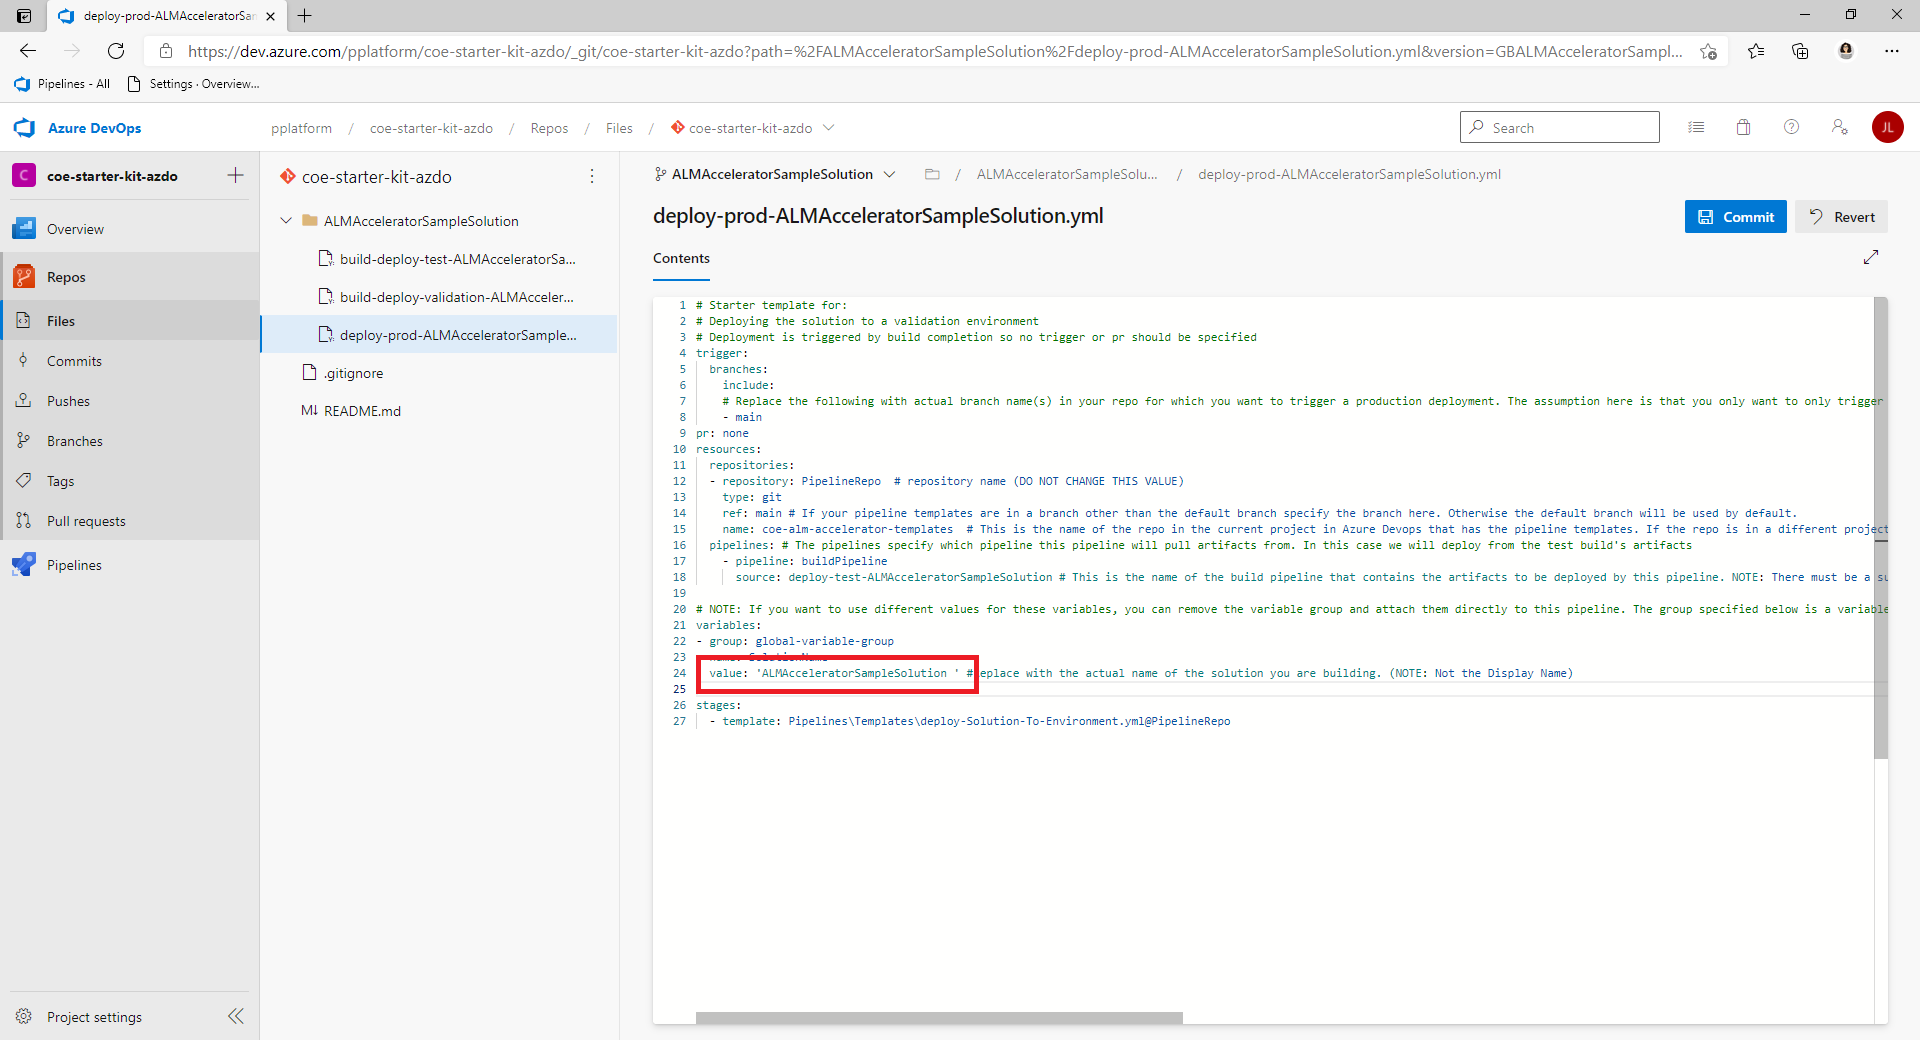 deploy-prod-ALMAcceleratorSam
https://dev.azure.com/pplatform/coe-starter-kit-azdo/_git/coe-starter-kit-azdo?path=%2FALMAcceleratorSampleSolution%2Fdeploy-prod-ALMAcceleratorSampleSolution.yml&version=GBALMAcceleratorSampl...
Pipelines - All
Settings · Overview...
Azure DevOps
pplatform / coe-starter-kit-azdo / Repos / Files / coe-starter-kit-azdo
Search
JL
C
coe-starter-kit-azdo
Overview
Repos
Files
Commits
Pushes
Branches
Tags
Pull requests
Pipelines
Project settings
coe-starter-kit-azdo
ALMAcceleratorSampleSolution
build-deploy-test-ALMAcceleratorSa...
build-deploy-validation-ALMAcceler...
deploy-prod-ALMAcceleratorSample...
.gitignore
M↓ README.md
ALMAcceleratorSampleSolution / ALMAcceleratorSampleSolu... / deploy-prod-ALMAcceleratorSampleSolution.yml
deploy-prod-ALMAcceleratorSampleSolution.yml
Commit
Revert
Contents
1 # Starter template for:
2 # Deploying the solution to a validation environment
3 # Deployment is triggered by build completion so no trigger or pr should be specified
4 trigger:
5 branches:
6 include:
7 # Replace the following with actual branch name(s) in your repo for which you want to trigger a production deployment. The assumption here is that you only want to only trigger
8 - main
9 pr: none
10 resources:
11 repositories:
12 - repository: PipelineRepo # repository name (DO NOT CHANGE THIS VALUE)
13 type: git
14 ref: main # If your pipeline templates are in a branch other than the default branch specify the branch here. Otherwise the default branch will be used by default.
15 name: coe-alm-accelerator-templates # This is the name of the repo in the current project in Azure Devops that has the pipeline templates. If the repo is in a different project
16 pipelines: # The pipelines specify which pipeline this pipeline will pull artifacts from. In this case we will deploy from the test build's artifacts
17 - pipeline: buildPipeline
18 source: deploy-test-ALMAcceleratorSampleSolution # This is the name of the build pipeline that contains the artifacts to be deployed by this pipeline. NOTE: There must be a su
19
20 # NOTE: If you want to use different values for these variables, you can remove the variable group and attach them directly to this pipeline. The group specified below is a variable
21 variables:
22 - group: global-variable-group
23 name: SolutionName
24 value: 'ALMAcceleratorSampleSolution ' #eplace with the actual name of the solution you are building. (NOTE: Not the Display Name)
25
26 stages:
27 - template: Pipelines\Templates\deploy-Solution-To-Environment.yml@PipelineRepo